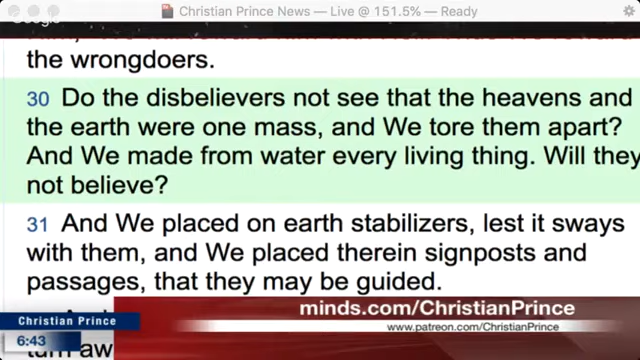 Christian Prince News — Live @ 151.5% — Ready
the wrongdoers.
30 Do the disbelievers not see that the heavens and
the earth were one mass, and We tore them apart?
And We made from water every living thing. Will they
not believe?
31 And We placed on earth stabilizers, lest it sways
with them, and We placed therein signposts and
passages, that they may be guided.
minds.com/ChristianPrince
www.patreon.com/ChristianPrince
Christian Prince
6:43
turn aw